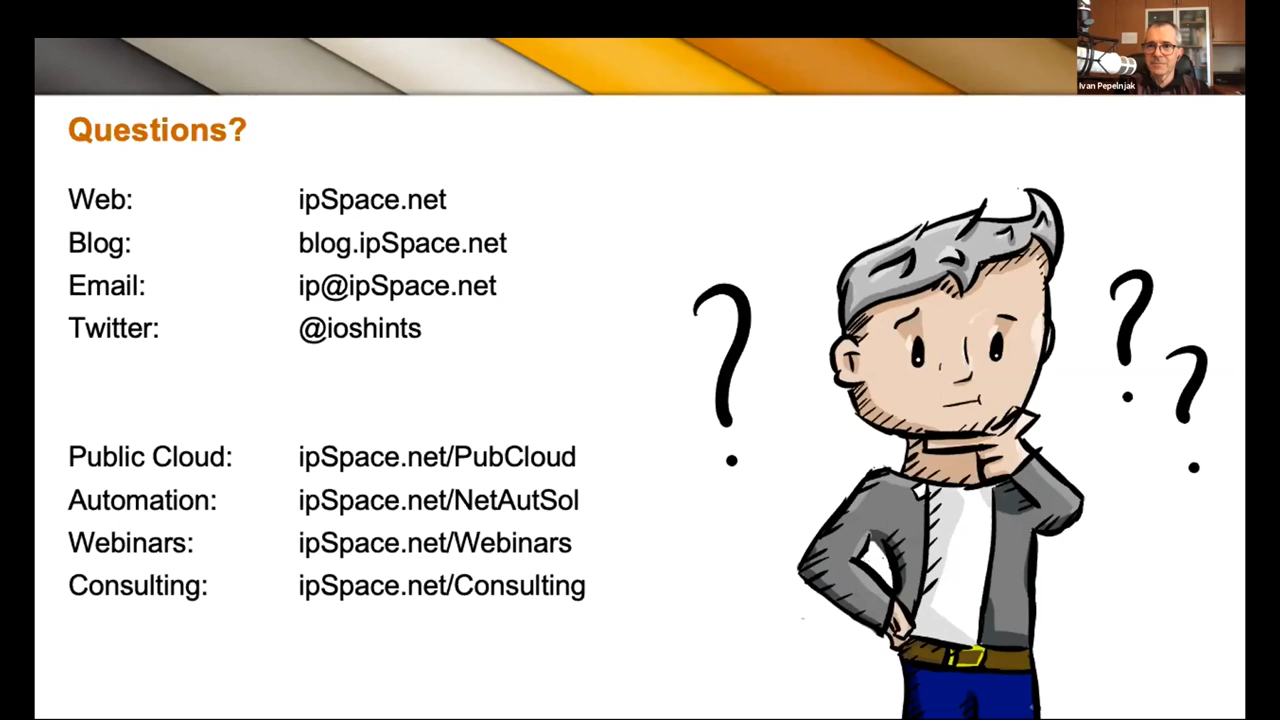 Ivan Pepelnjak
Questions?
Web: ipSpace.net
Blog: blog.ipSpace.net
Email: ip@ipSpace.net
Twitter: @ioshints
Public Cloud: ipSpace.net/PubCloud
Automation: ipSpace.net/NetAutSol
Webinars: ipSpace.net/Webinars
Consulting: ipSpace.net/Consulting
? ? ?